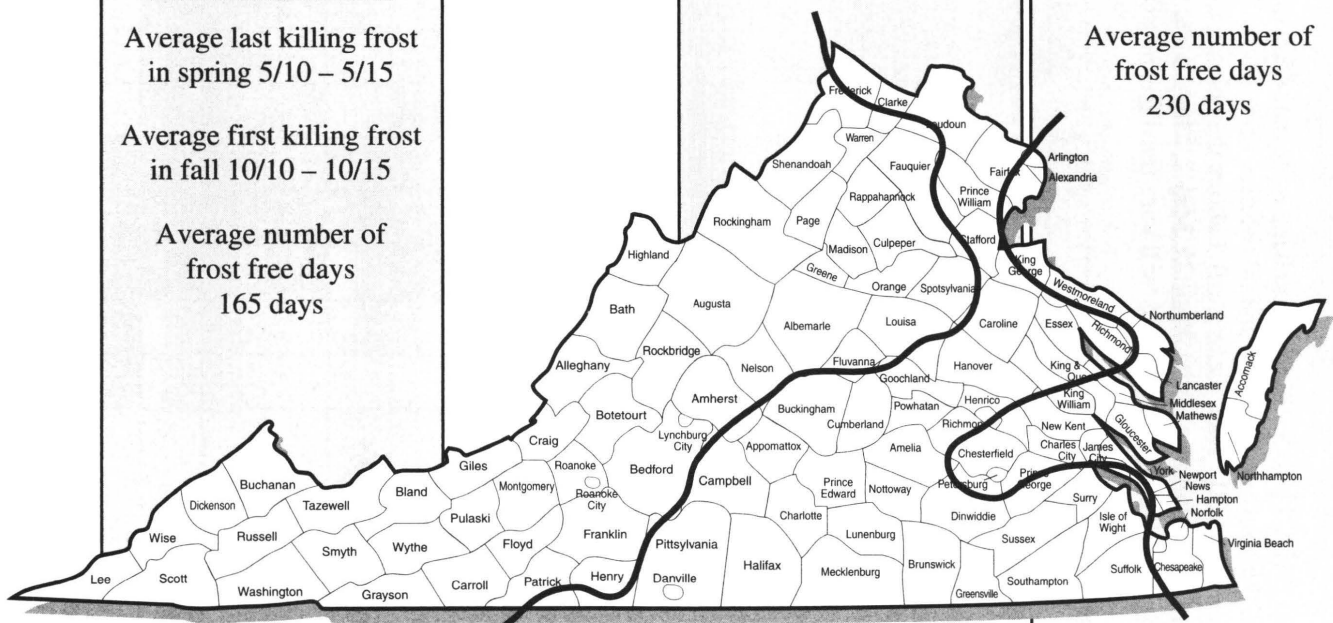 Average last killing frost
in spring 5/10 – 5/15
Average first killing frost
in fall 10/10 – 10/15
Average number of
frost free days
165 days
Average number of
frost free days
230 days
Frederick
Clarke
Loudoun
Warren
Shenandoah
Fauquier
Fairfax
Arlington
Alexandria
Prince
William
Rappahannock
Rockingham
Page
Madison
Culpeper
Stafford
Highland
Greene
King
George
Orange
Spotsylvania
Westmoreland
Bath
Augusta
Albemarle
Louisa
Caroline
Essex
Richmond
Northumberland
Rockbridge
Alleghany
Nelson
Fluvanna
Goochland
Hanover
King &
Que
King
William
Lancaster
Middlesex
Mathews
Accomack
Amherst
Buckingham
Cumberland
Powhatan
Henrico
Richmo
New Kent
Gloucester
Botetourt
Lynchburg
City
Appomattox
Amelia
Chesterfield
Charles
City
James
City
Craig
Giles
Roanoke
Bedford
Campbell
Prince
Edward
Nottoway
Petersburg
Prince
George
York
Newport
News
Northhampton
Buchanan
Bland
Montgomery
Roanoke
City
Hampton
Norfolk
Dickenson
Tazewell
Pulaski
Franklin
Charlotte
Dinwiddie
Surry
Isle of
Wight
Virginia Beach
Wise
Russell
Smyth
Wythe
Floyd
Pittsylvania
Lunenburg
Sussex
Lee
Scott
Washington
Grayson
Carroll
Patrick
Henry
Danville
Halifax
Mecklenburg
Brunswick
Greensville
Southampton
Suffolk
Chesapeake